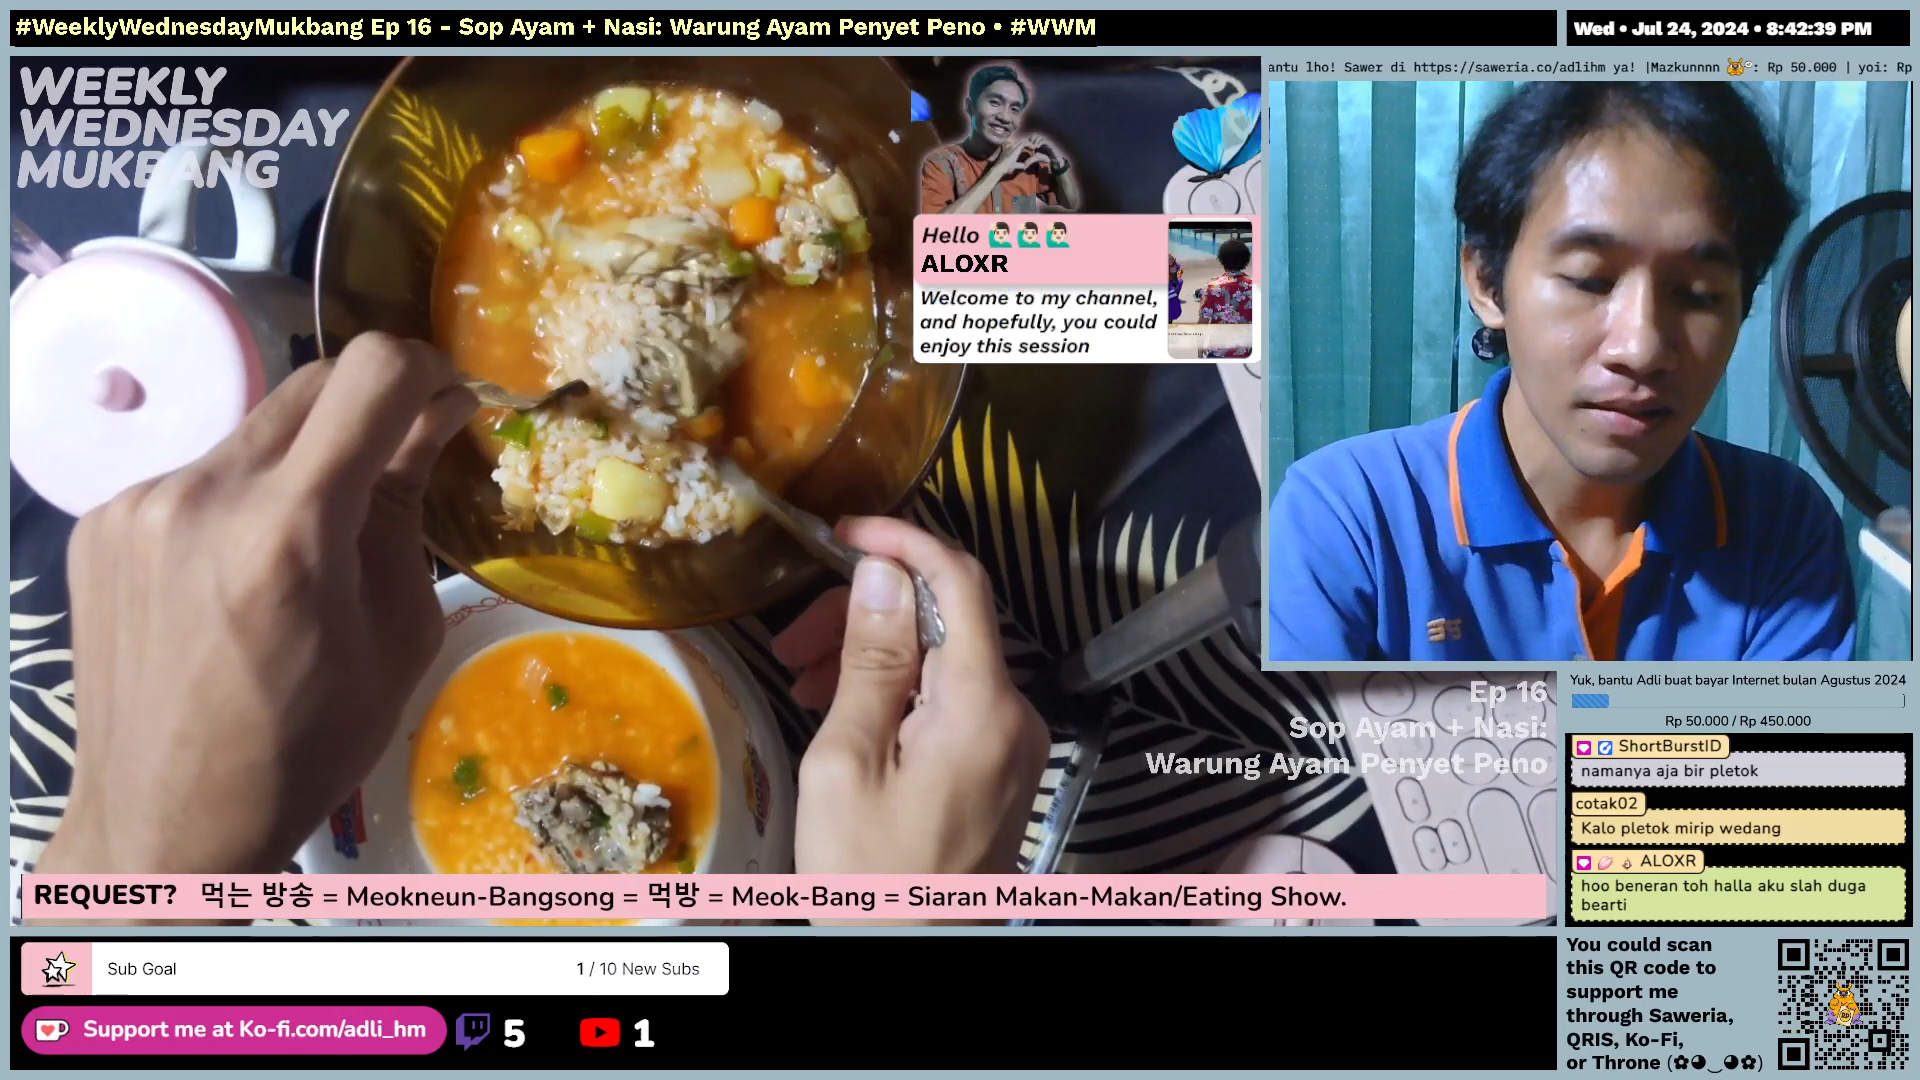 #WeeklyWednesdayMukbang Ep 16 - Sop Ayam + Nasi: Warung Ayam Penyet Peno • #WWM
Wed • Jul 24, 2024 • 8:42:39 PM
antu lho! Sawer di https://saweria.co/adlihm ya! |Mazkunnnn : Rp 50.000 | yoi: Rp
WEEKLY
WEDNESDAY
MUKBANG
Hello 🙋🏻‍♂️🙋🏻‍♂️🙋🏻‍♂️
ALOXR
Welcome to my channel,
and hopefully, you could
enjoy this session
Ep 16
Sop Ayam + Nasi:
Warung Ayam Penyet Peno
Yuk, bantu Adli buat bayar Internet bulan Agustus 2024
Rp 50.000 / Rp 450.000
ShortBurstID
namanya aja bir pletok
cotak02
Kalo pletok mirip wedang
ALOXR
hoo beneran toh halla aku slah duga
bearti
REQUEST? 먹는 방송 = Meokneun-Bangsong = 먹방 = Meok-Bang = Siaran Makan-Makan/Eating Show.
Sub Goal
1 / 10 New Subs
Support me at Ko-fi.com/adli_hm
5
1
You could scan
this QR code to
support me
through Saweria,
QRIS, Ko-Fi,
or Throne (✿◕‿◕✿)